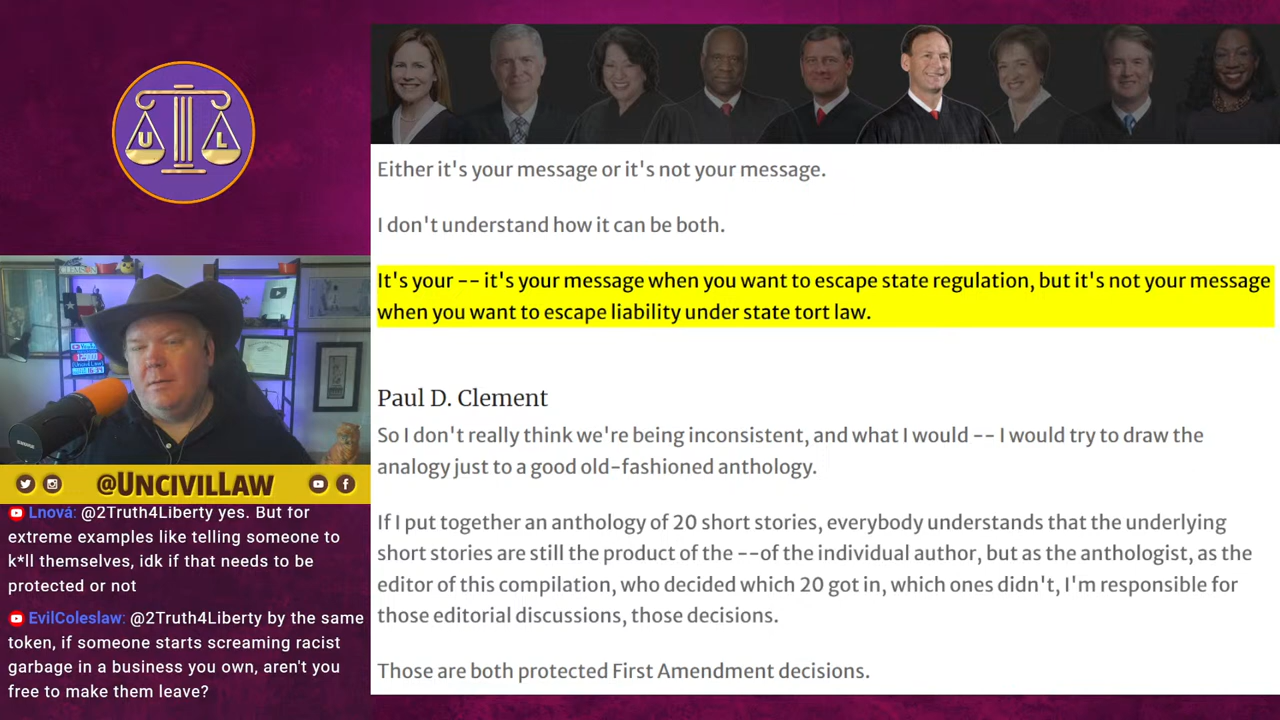 U L
@UNCIVILLAW
Lnová: @2Truth4Liberty yes. But for
extreme examples like telling someone to
k*ll themselves, idk if that needs to be
protected or not
EvilColeslaw: @2Truth4Liberty by the same
token, if someone starts screaming racist
garbage in a business you own, aren't you
free to make them leave?
Either it's your message or it's not your message.
I don't understand how it can be both.
It's your -- it's your message when you want to escape state regulation, but it's not your message
when you want to escape liability under state tort law.
Paul D. Clement
So I don't really think we're being inconsistent, and what I would -- I would try to draw the
analogy just to a good old-fashioned anthology.
If I put together an anthology of 20 short stories, everybody understands that the underlying
short stories are still the product of the --of the individual author, but as the anthologist, as the
editor of this compilation, who decided which 20 got in, which ones didn't, I'm responsible for
those editorial discussions, those decisions.
Those are both protected First Amendment decisions.